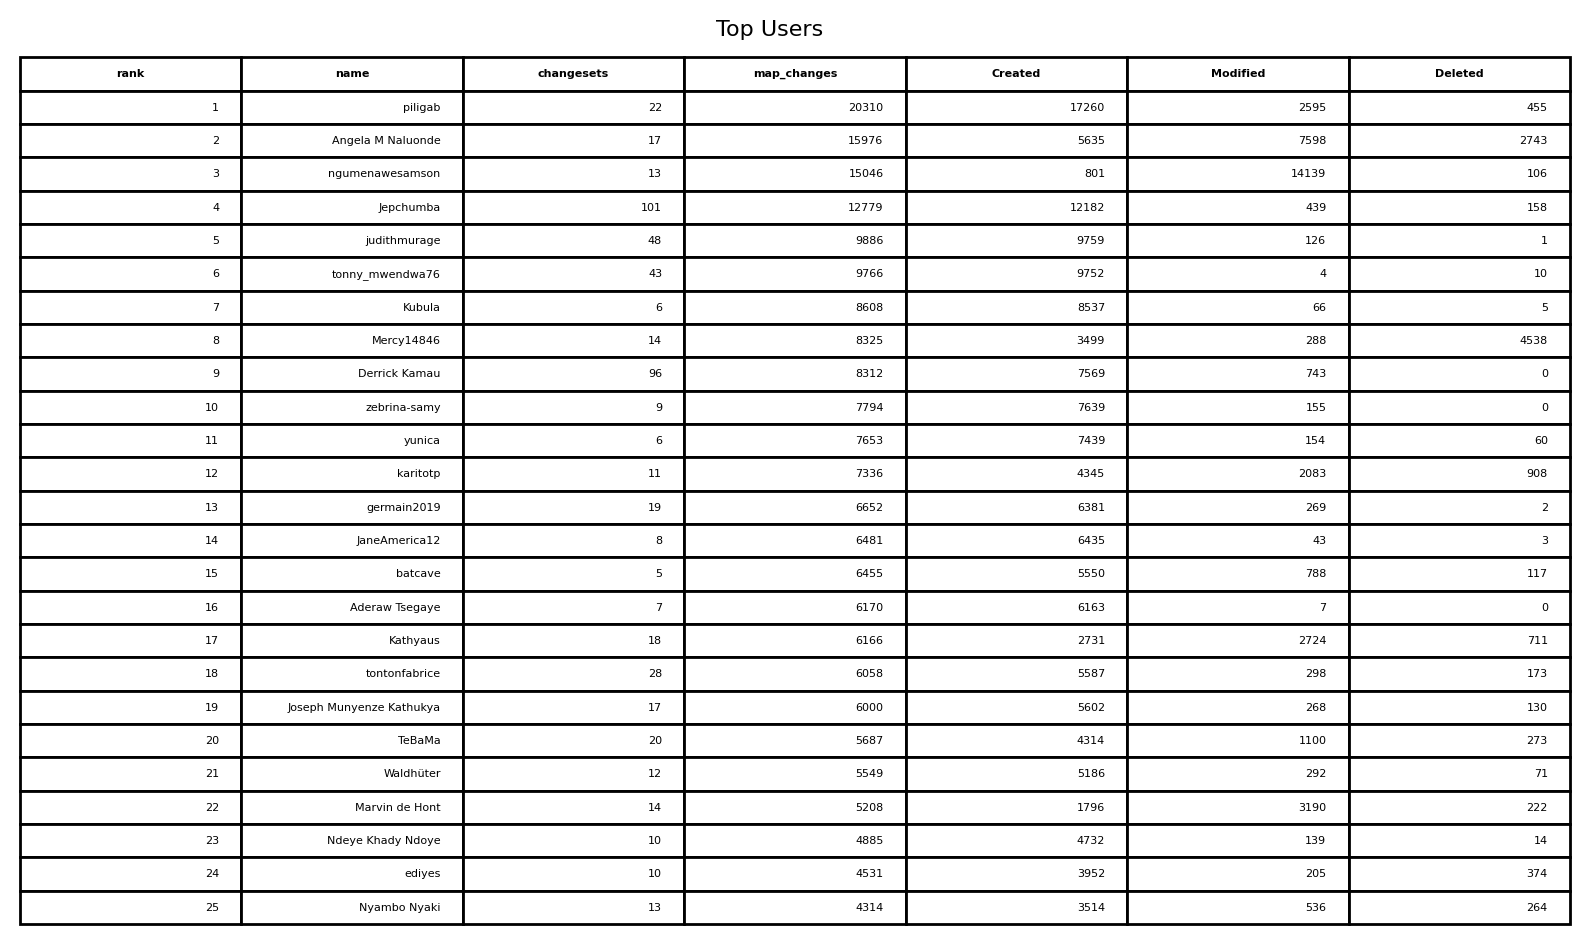 Top Users
rank name changesets map_changes Created Modified Deleted
1 piligab 22 20310 17260 2595 455
2 Angela M Naluonde 17 15976 5635 7598 2743
3 ngumenawesamson 13 15046 801 14139 106
4 Jepchumba 101 12779 12182 439 158
5 judithmurage 48 9886 9759 126 1
6 tonny_mwendwa76 43 9766 9752 4 10
7 Kubula 6 8608 8537 66 5
8 Mercy14846 14 8325 3499 288 4538
9 Derrick Kamau 96 8312 7569 743 0
10 zebrina-samy 9 7794 7639 155 0
11 yunica 6 7653 7439 154 60
12 karitotp 11 7336 4345 2083 908
13 germain2019 19 6652 6381 269 2
14 JaneAmerica12 8 6481 6435 43 3
15 batcave 5 6455 5550 788 117
16 Aderaw Tsegaye 7 6170 6163 7 0
17 Kathyaus 18 6166 2731 2724 711
18 tontonfabrice 28 6058 5587 298 173
19 Joseph Munyenze Kathukya 17 6000 5602 268 130
20 TeBaMa 20 5687 4314 1100 273
21 Waldhüter 12 5549 5186 292 71
22 Marvin de Hont 14 5208 1796 3190 222
23 Ndeye Khady Ndoye 10 4885 4732 139 14
24 ediyes 10 4531 3952 205 374
25 Nyambo Nyaki 13 4314 3514 536 264